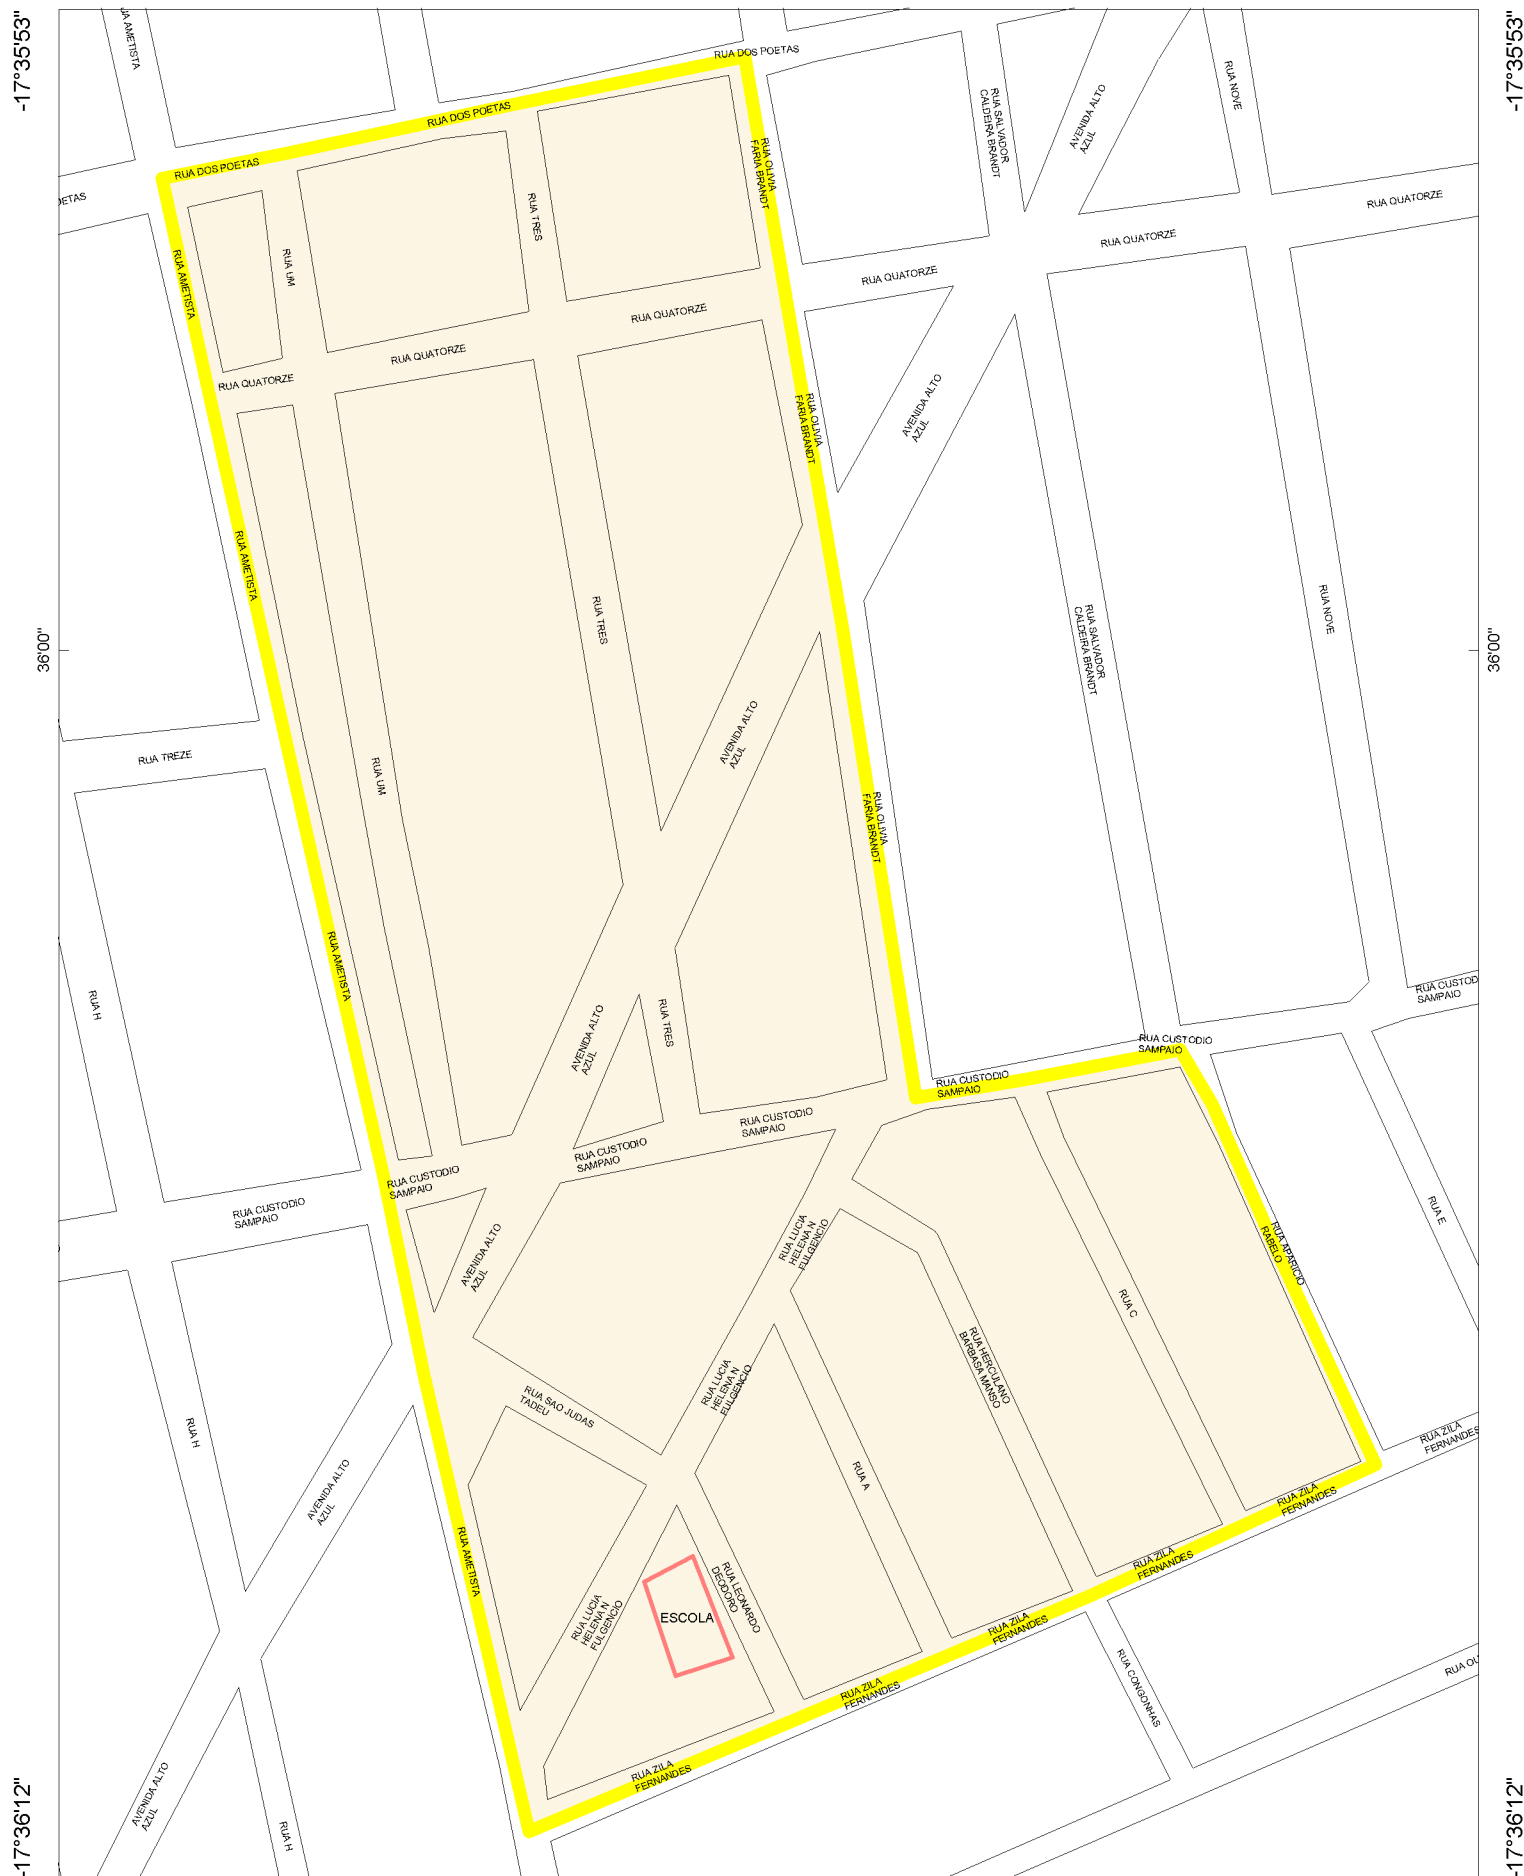 -17°35'53"
-17°35'53"
RUA DOS POETAS
RUA DOS POETAS
RUA DOS POETAS
RUA AMETISTA
RUA NOVE
RUA SALVADOR
CALDEIRA BRANDT
AVENIDA ALTO
AZUL
RUA OLIVIA
FARIA BRANDT
RUA QUATORZE
RUA TRES
RUA UM
RUA AMETISTA
RUA QUATORZE
RUA QUATORZE
RUA QUATORZE
RUA QUATORZE
RUA QUATORZE
AVENIDA ALTO
AZUL
RUA OLIVIA
FARIA BRANDT
RUA AMETISTA
RUA TRES
RUA NOVE
RUA SALVADOR
CALDEIRA BRANDT
36'00"
36'00"
AVENIDA ALTO
AZUL
RUA TREZE
RUA UM
RUA OLIVIA
FARIA BRANDT
RUA AMETISTA
RUA H
RUA CUSTOD
SAMPAIO
AVENIDA ALTO
AZUL
RUA TRES
RUA CUSTODIO
SAMPAIO
RUA CUSTODIO
SAMPAIO
RUA CUSTODIO
SAMPAIO
RUA CUSTODIO
SAMPAIO
RUA CUSTODIO
SAMPAIO
RUA CUSTODIO
SAMPAIO
RUA E
RUA LUCIA
HELENA N
FULGENCIO
AVENIDA ALTO
AZUL
RUA APARICIO
RABELO
RUA C
RUA HERCULANO
BARBASA MANSO
RUA LUCIA
HELENA N
FULGENCIO
RUA SAO JUDAS
TADEU
RUA H
RUA ZILA
FERNANDES
RUA A
AVENIDA ALTO
AZUL
RUA ZILA
FERNANDES
RUA AMETISTA
RUA ZILA
FERNANDES
RUA LEONARDO
DEODORO
ESCOLA
RUA LUCIA
HELENA N
FULGENCIO
RUA ZILA
FERNANDES
RUA CONGONHAS
RUA ZILA
FERNANDES
RUA ZILA
FERNANDES
AVENIDA ALTO
AZUL
RUA H
-17°36'12"
-17°36'12"